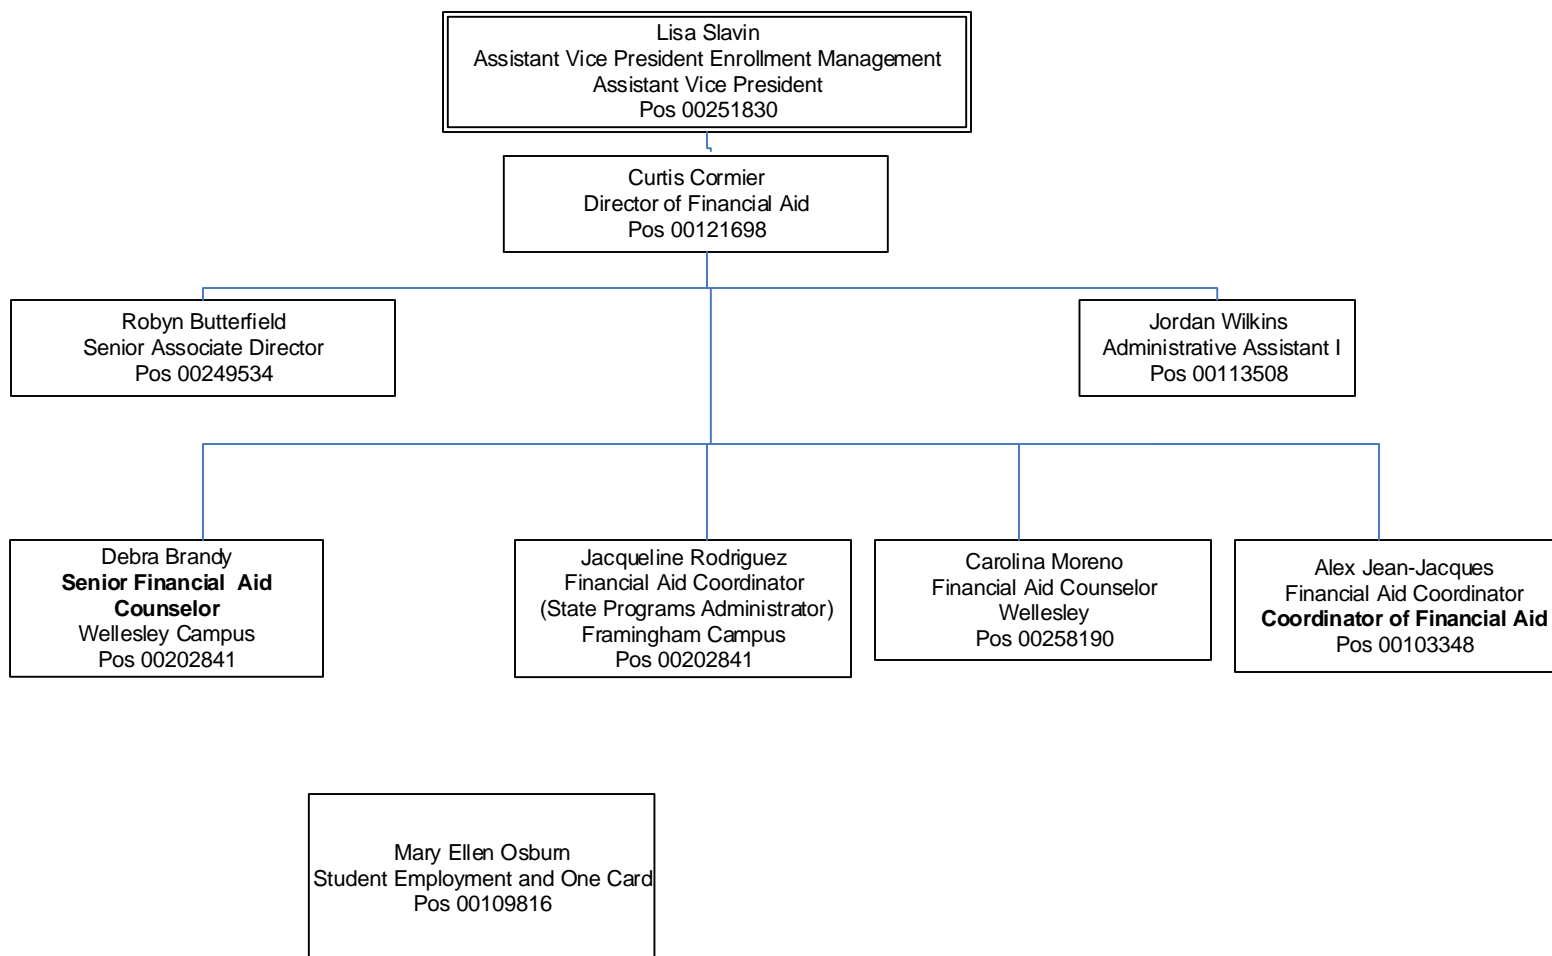 Lisa Slavin
Assistant Vice President Enrollment Management
Assistant Vice President
Pos 00251830
Curtis Cormier
Director of Financial Aid
Pos 00121698
Robyn Butterfield
Senior Associate Director
Pos 00249534
Jordan Wilkins
Administrative Assistant I
Pos 00113508
Debra Brandy
Senior Financial Aid
Counselor
Wellesley Campus
Pos 00202841
Jacqueline Rodriguez
Financial Aid Coordinator
(State Programs Administrator)
Framingham Campus
Pos 00202841
Carolina Moreno
Financial Aid Counselor
Wellesley
Pos 00258190
Alex Jean-Jacques
Financial Aid Coordinator
Coordinator of Financial Aid
Pos 00103348
Mary Ellen Osburn
Student Employment and One Card
Pos 00109816